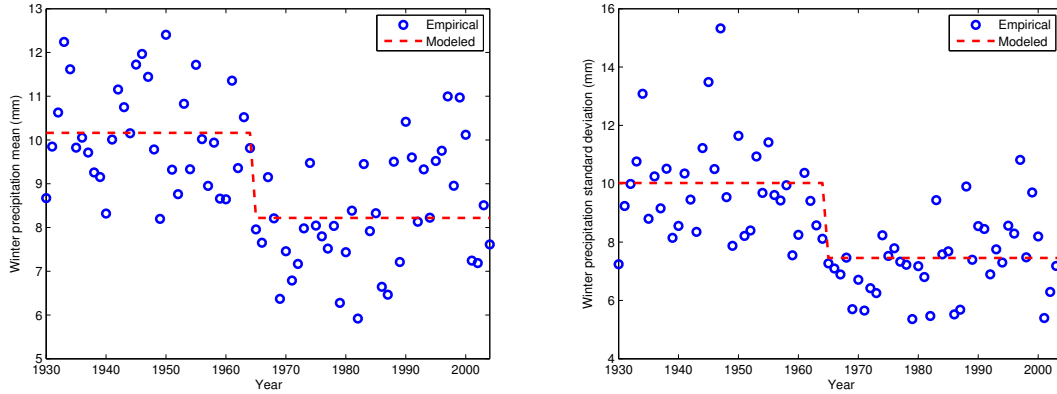 Winter precipitation mean (mm)
13
12
11
10
9
8
7
6
5
1930 1940 1950 1960 1970 1980 1990 2000
Year
Empirical
Modeled
Winter precipitation standard deviation (mm)
16
14
12
10
8
6
4
1930 1940 1950 1960 1970 1980 1990 2000
Year
Empirical
Modeled